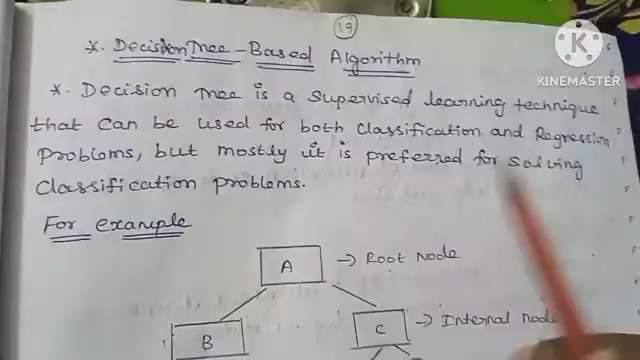 19
*. Decision Tree-Based Algorithm
KINEMASTER
*. Decision Tree is a supervised learning technique
that can be used for both classification and Regression
problems, but mostly it is preferred for solving
classification problems.
For example
A → Root Node
B
C → Internal node